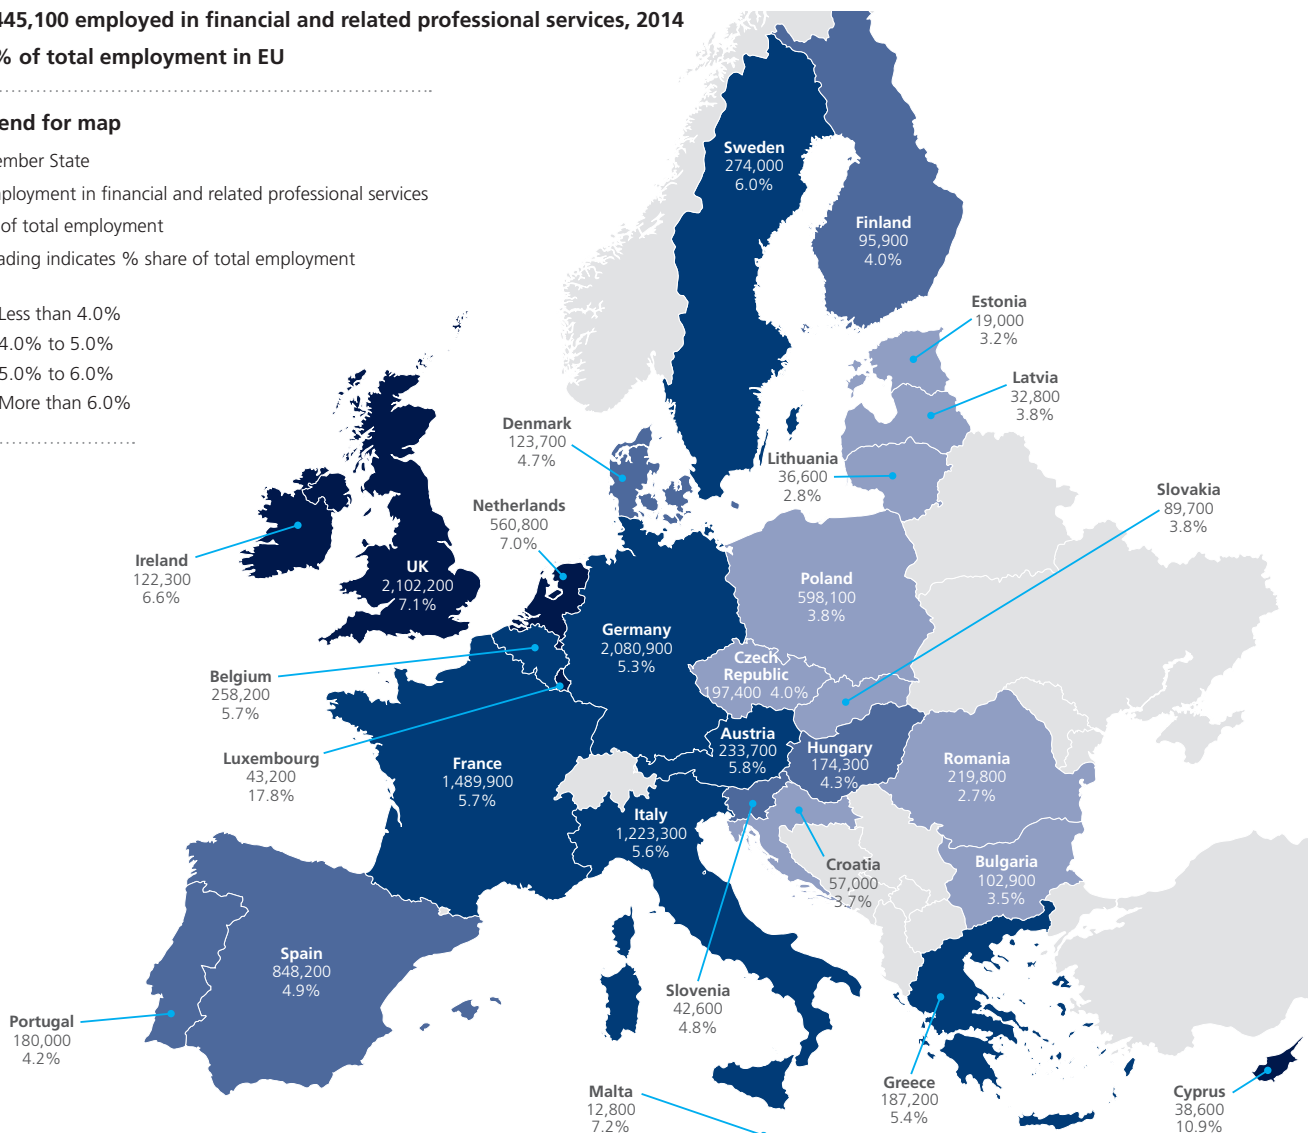 445,100 employed in financial and related professional services, 2014
% of total employment in EU
end for map
ember State
ployment in financial and related professional services
of total employment
ading indicates % share of total employment
Less than 4.0%
4.0% to 5.0%
5.0% to 6.0%
More than 6.0%
Sweden
274,000
6.0%
Finland
95,900
4.0%
Estonia
19,000
3.2%
Latvia
32,800
3.8%
Denmark
123,700
4.7%
Lithuania
36,600
2.8%
Slovakia
89,700
3.8%
Netherlands
560,800
7.0%
Ireland
122,300
6.6%
UK
2,102,200
7.1%
Poland
598,100
3.8%
Germany
2,080,900
5.3%
Belgium
258,200
5.7%
Czech
Republic
197,400 4.0%
Luxembourg
43,200
17.8%
France
1,489,900
5.7%
Austria
233,700
5.8%
Hungary
174,300
4.3%
Romania
219,800
2.7%
Italy
1,223,300
5.6%
Croatia
57,000
3.7%
Bulgaria
102,900
3.5%
Spain
848,200
4.9%
Slovenia
42,600
4.8%
Portugal
180,000
4.2%
Malta
12,800
7.2%
Greece
187,200
5.4%
Cyprus
38,600
10.9%